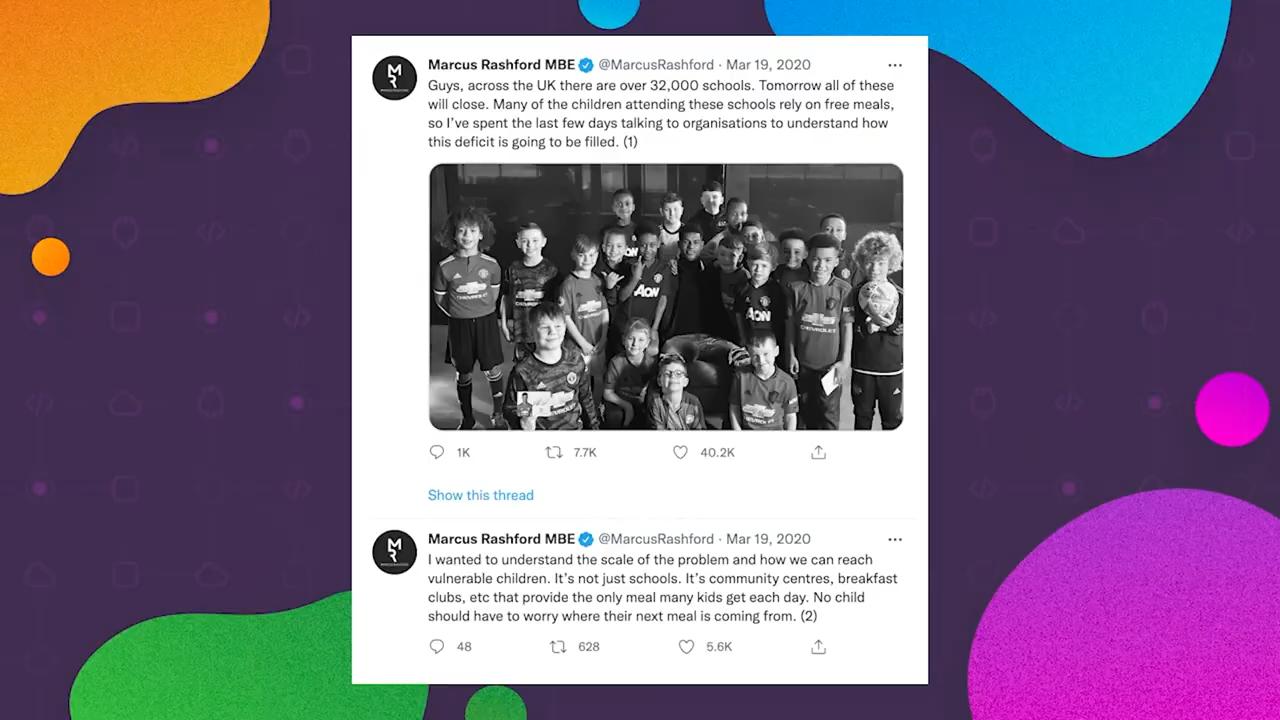 Marcus Rashford MBE @MarcusRashford · Mar 19, 2020
Guys, across the UK there are over 32,000 schools. Tomorrow all of these
will close. Many of the children attending these schools rely on free meals,
so I've spent the last few days talking to organisations to understand how
this deficit is going to be filled. (1)
AON
AON
CHEVROLET
CHEVROLET
1K 7.7K 40.2K
Show this thread
Marcus Rashford MBE @MarcusRashford · Mar 19, 2020
I wanted to understand the scale of the problem and how we can reach
vulnerable children. It's not just schools. It's community centres, breakfast
clubs, etc that provide the only meal many kids get each day. No child
should have to worry where their next meal is coming from. (2)
48 628 5.6K